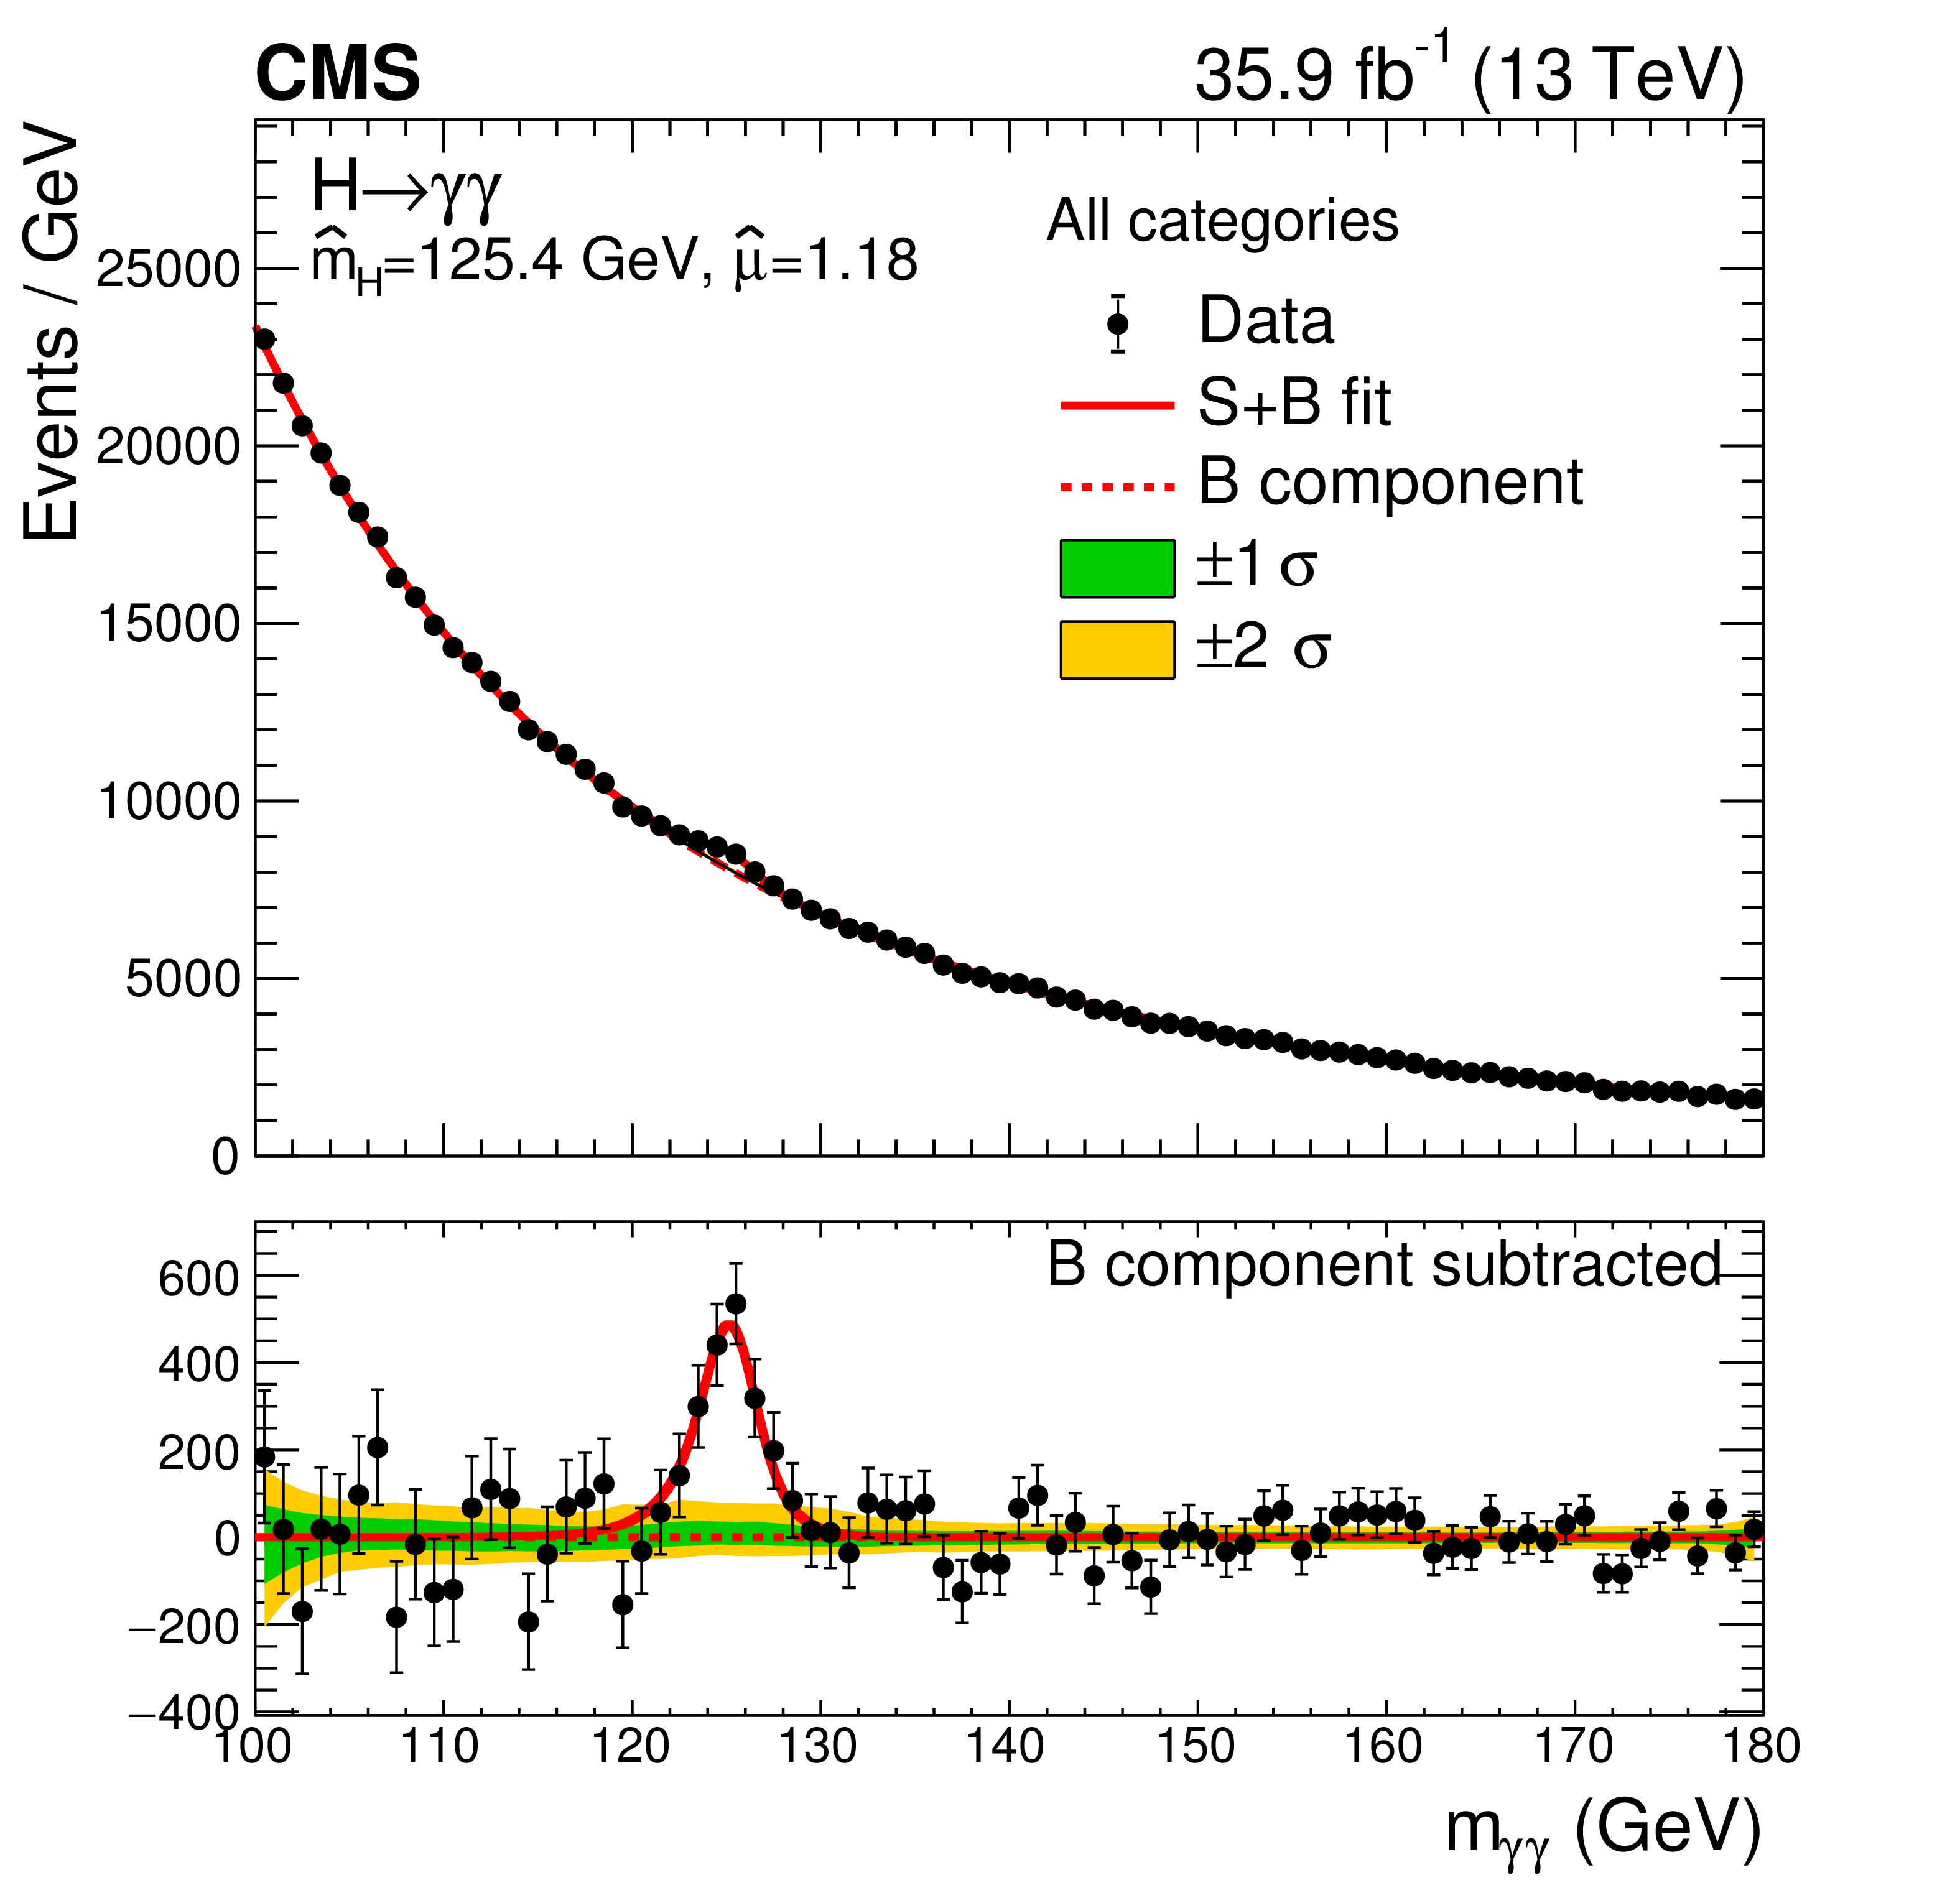 CMS
35.9 fb⁻¹ (13 TeV)
Events / GeV
H→γγ
m̂_H=125.4 GeV, μ̂=1.18
All categories
Data
S+B fit
B component
±1 σ
±2 σ
25000
20000
15000
10000
5000
0
B component subtracted
600
400
200
0
−200
−400
100 110 120 130 140 150 160 170 180
m_γγ (GeV)